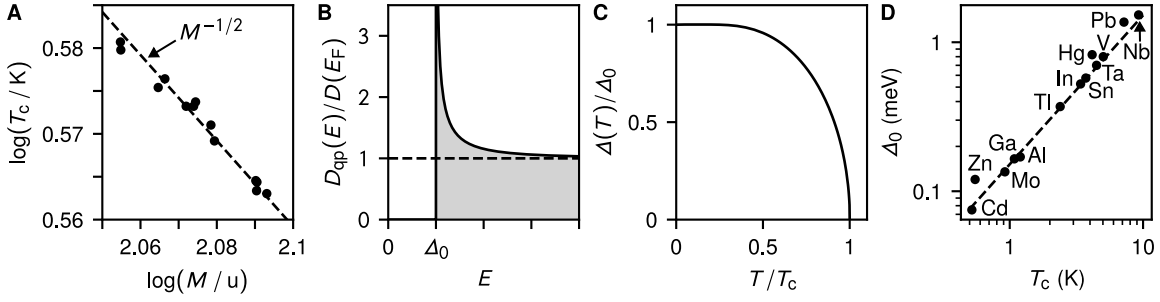 A
log(T_c / K)
0.58
0.57
0.56
M^{-1/2}
2.06
2.08
2.1
log(M / u)
B
D_qp(E)/D(E_F)
3
2
1
0
0
Δ_0
E
C
Δ(T)/Δ_0
1
0.5
0
0
0.5
1
T/T_c
D
Δ_0 (meV)
1
0.1
Pb
V
Nb
Hg
Ta
In
Sn
Tl
Ga
Al
Zn
Mo
Cd
1
10
T_c (K)